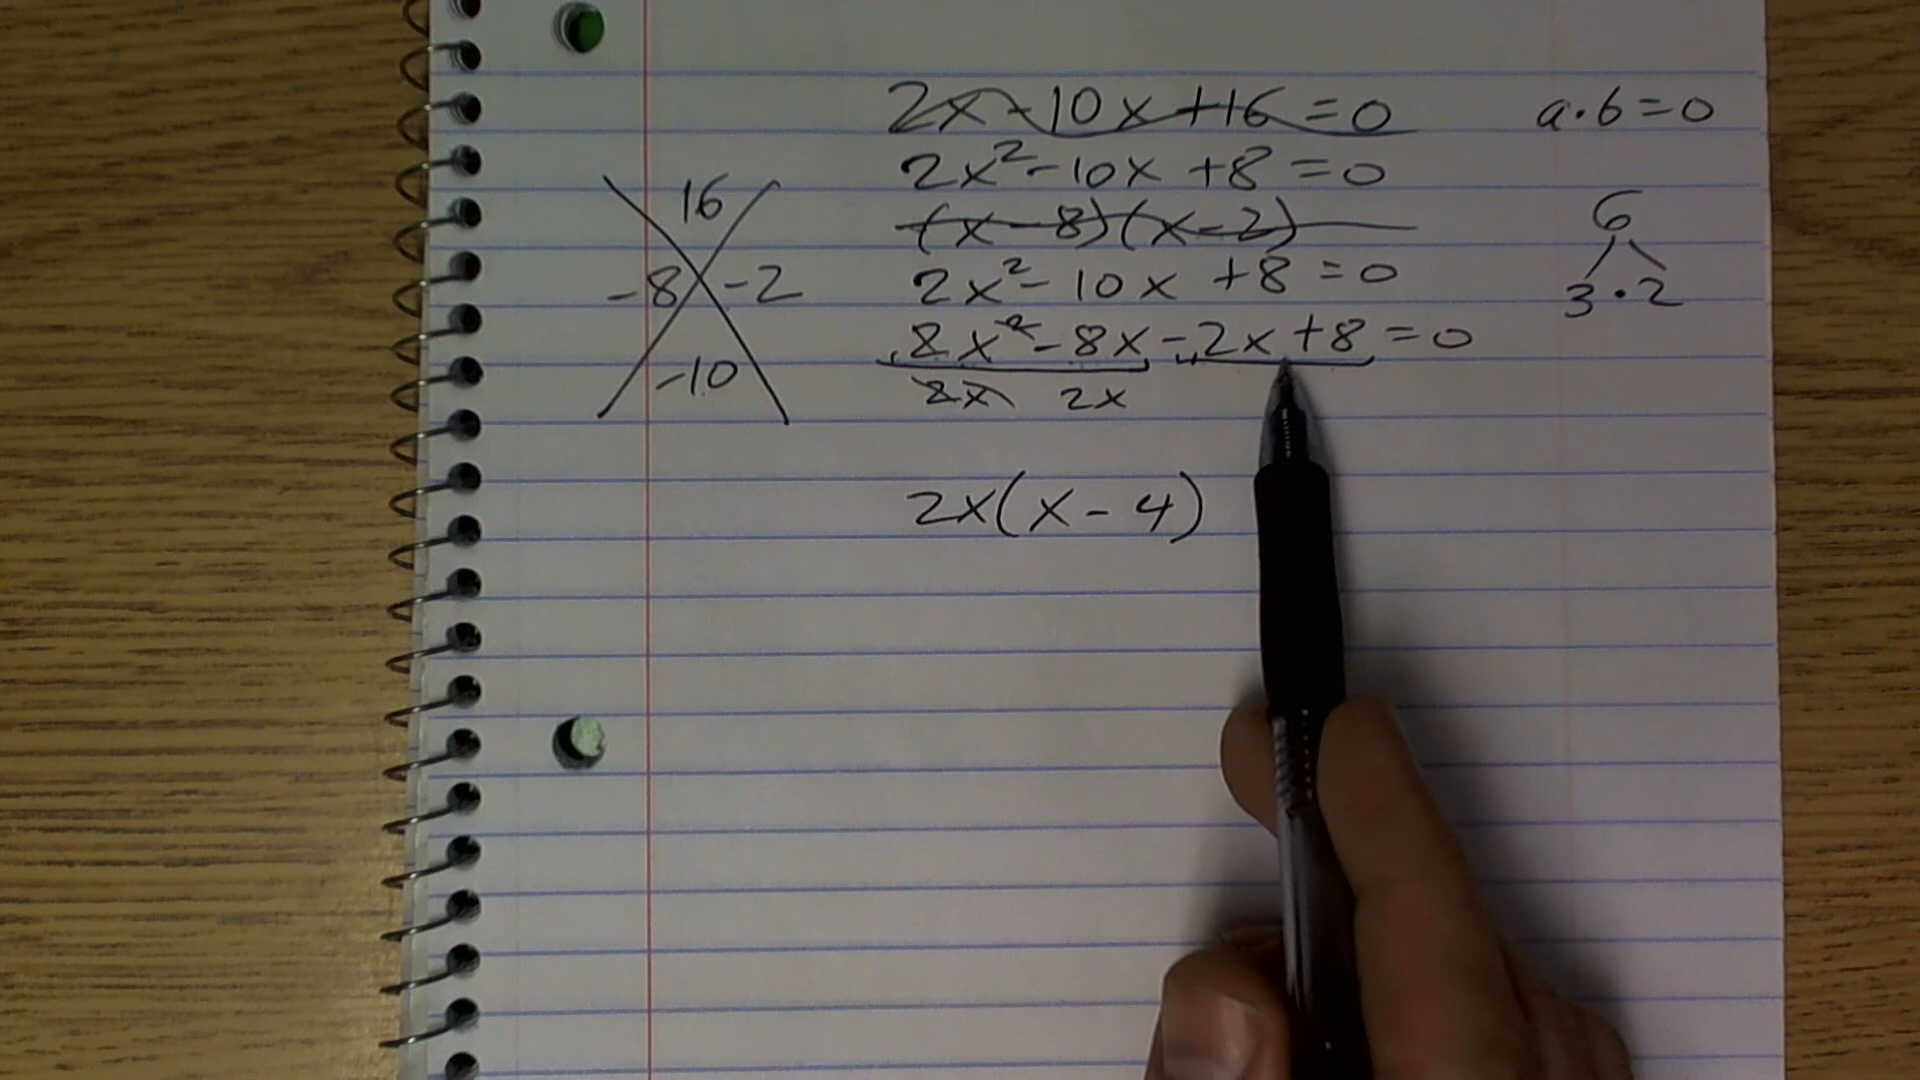 2x - 10x + 16 = 0
a · b = 0
2x² - 10x + 8 = 0
(x - 8)(x - 2)
2x² - 10x + 8 = 0
2x² - 8x - 2x + 8 = 0
2x 2x
2x(x - 4)
16
-8 -2
-10
6
3 · 2